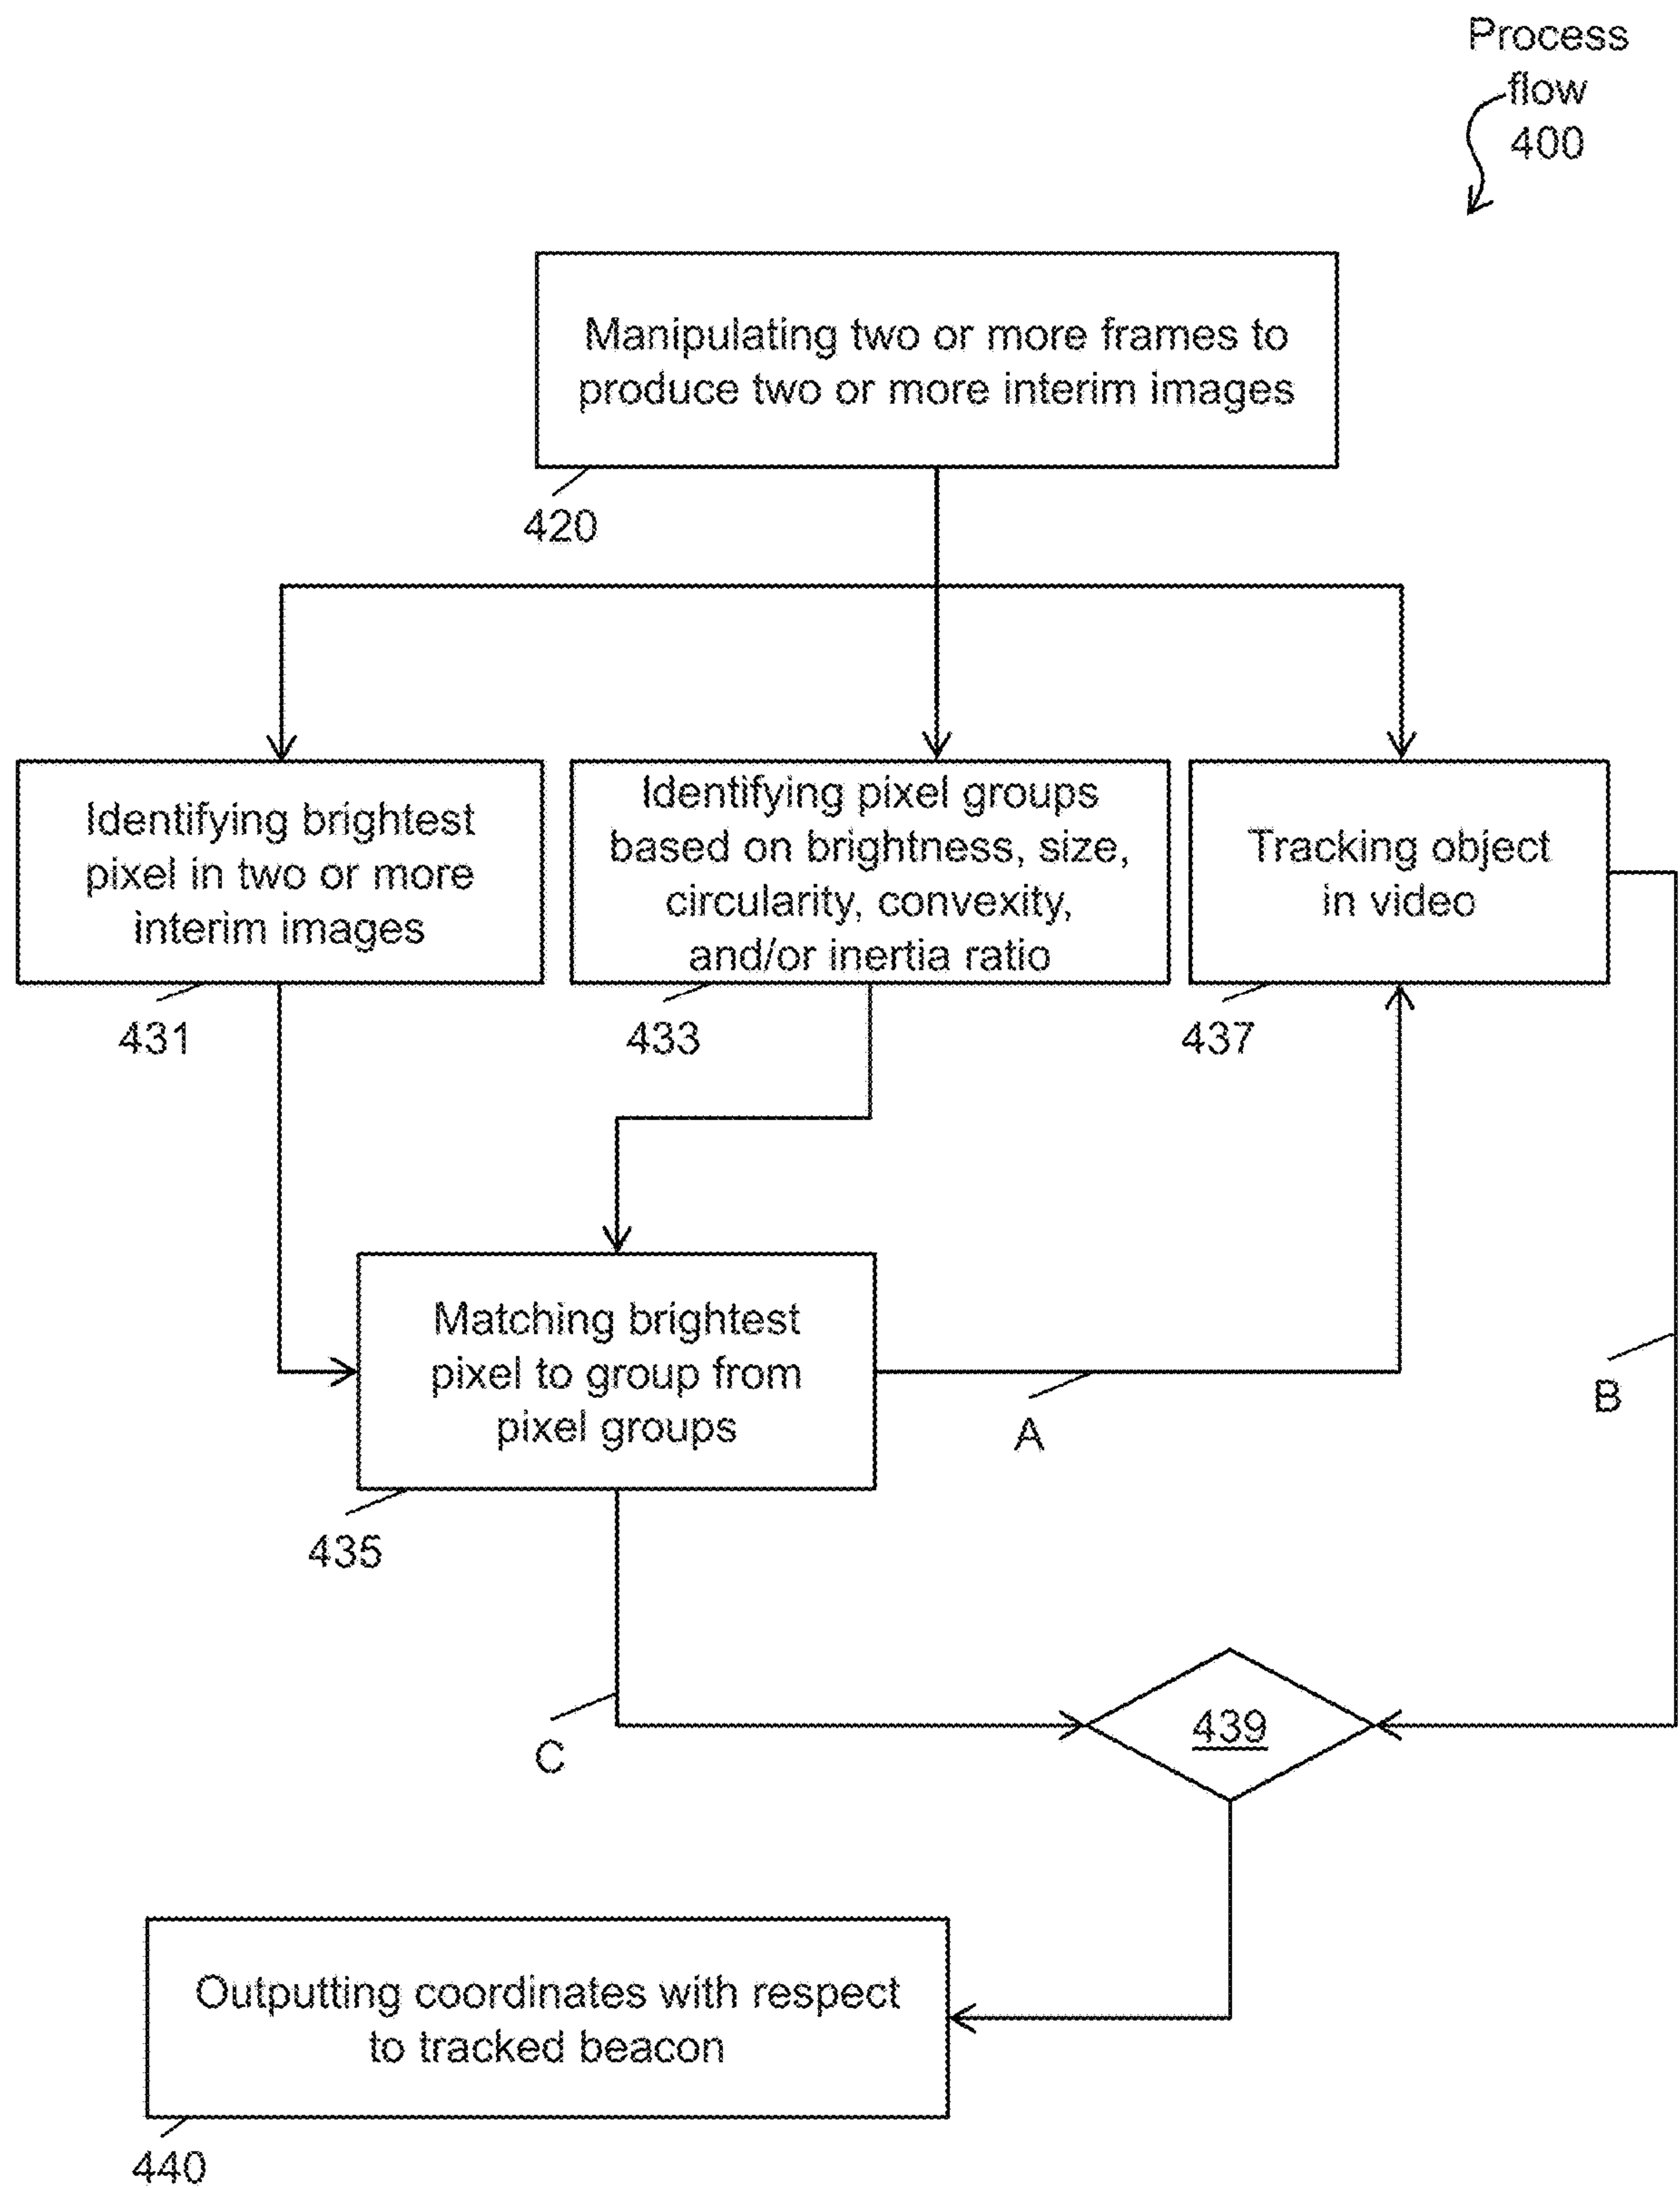 Process
flow
400
Manipulating two or more frames to
produce two or more interim images
420
Identifying brightest
pixel in two or more
interim images
431
Identifying pixel groups
based on brightness, size,
circularity, convexity,
and/or inertia ratio
433
Tracking object
in video
437
Matching brightest
pixel to group from
pixel groups
435
A
B
C
439
Outputting coordinates with respect
to tracked beacon
440